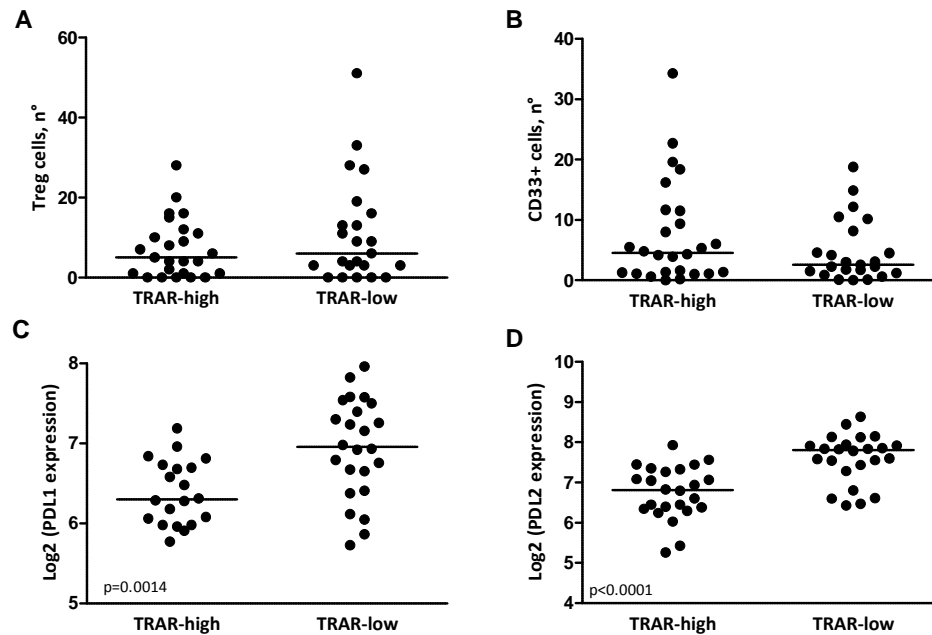 A
Treg cells, n°
60
40
20
0
TRAR-high TRAR-low
B
CD33+ cells, n°
40
30
20
10
0
TRAR-high TRAR-low
C
Log2 (PDL1 expression)
8
7
6
5
p=0.0014
TRAR-high TRAR-low
D
Log2 (PDL2 expression)
10
9
8
7
6
5
4
p<0.0001
TRAR-high TRAR-low